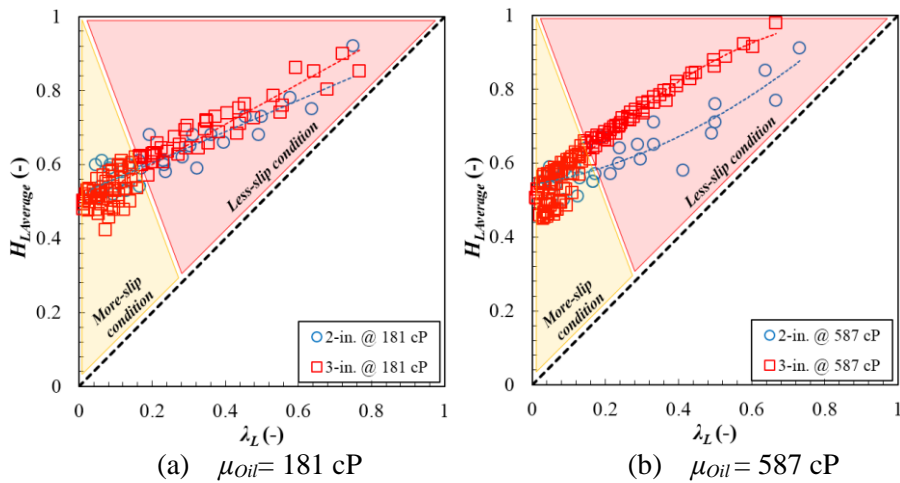 1
0.8
0.6
0.4
0.2
0
H_LAverage (-)
Less-slip condition
More-slip
condition
2-in. @ 181 cP
3-in. @ 181 cP
0 0.2 0.4 0.6 0.8 1
λ_L (-)
(a) μ_Oil= 181 cP
1
0.8
0.6
0.4
0.2
0
H_LAverage (-)
Less-slip condition
More-slip
condition
2-in. @ 587 cP
3-in. @ 587 cP
0 0.2 0.4 0.6 0.8 1
λ_L (-)
(b) μ_Oil = 587 cP